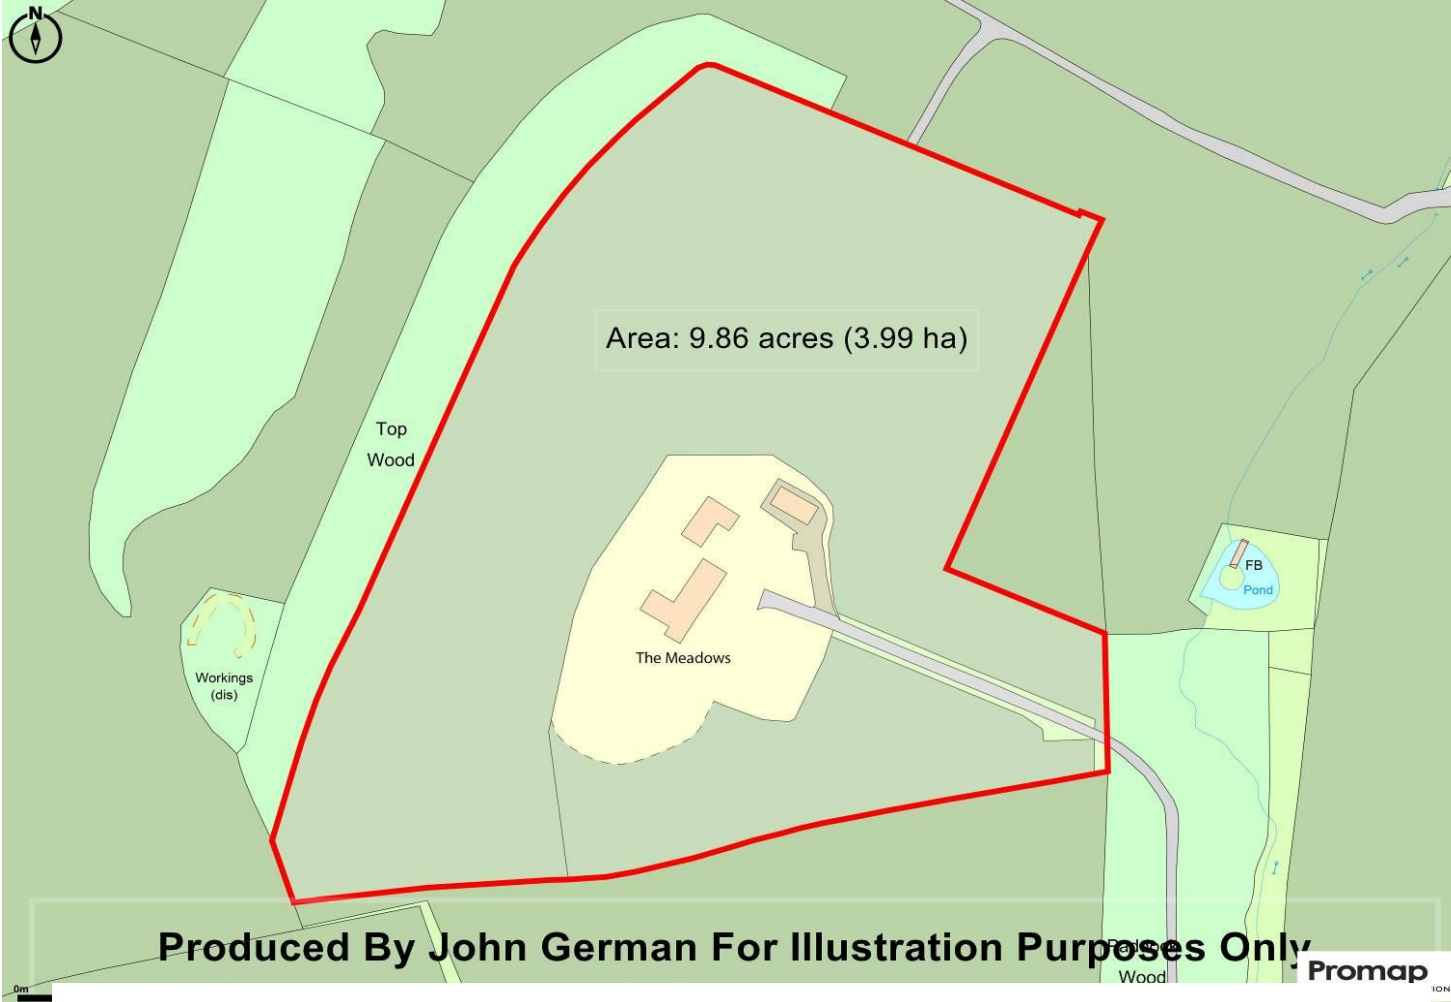 N
Area: 9.86 acres (3.99 ha)
Top
Wood
FB
Pond
The Meadows
Workings
(dis)
Produced By John German For Illustration Purposes Only
Paddock
Wood
Promap
0m